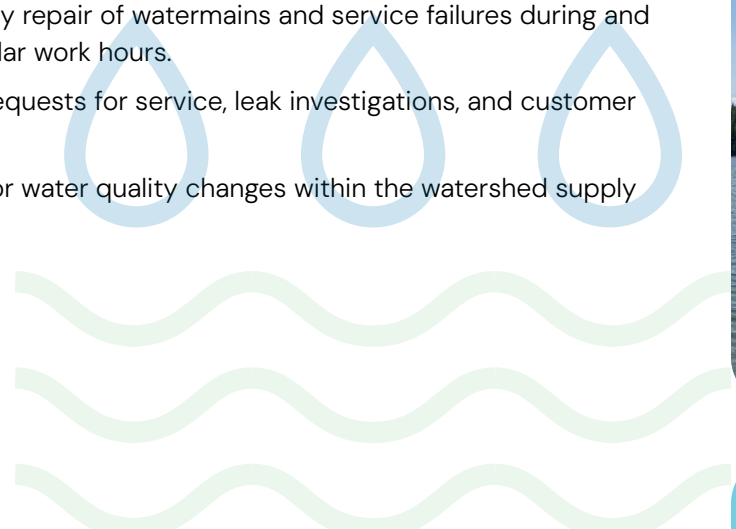 y repair of watermains and service failures during and
lar work hours.
equests for service, leak investigations, and customer
or water quality changes within the watershed supply